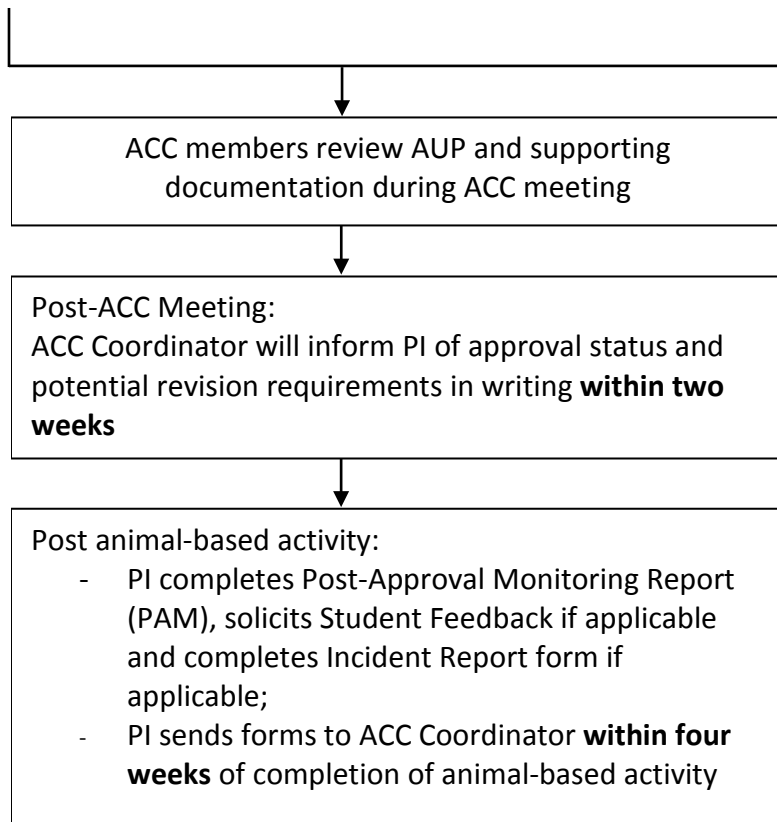 ACC members review AUP and supporting
documentation during ACC meeting
Post-ACC Meeting:
ACC Coordinator will inform PI of approval status and
potential revision requirements in writing within two
weeks
Post animal-based activity:
- PI completes Post-Approval Monitoring Report
(PAM), solicits Student Feedback if applicable
and completes Incident Report form if
applicable;
- PI sends forms to ACC Coordinator within four
weeks of completion of animal-based activity